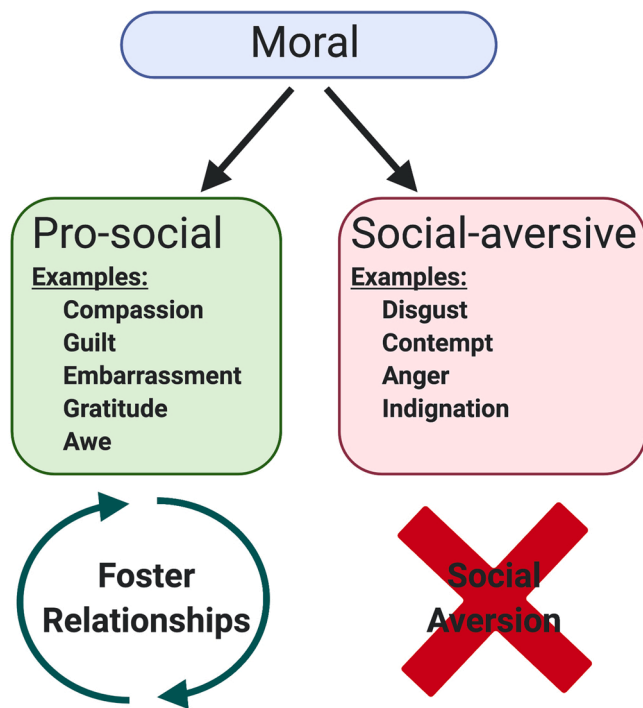 Moral
Pro-social
Examples:
Compassion
Guilt
Embarrassment
Gratitude
Awe
Social-aversive
Examples:
Disgust
Contempt
Anger
Indignation
Foster
Relationships
Social
Aversion